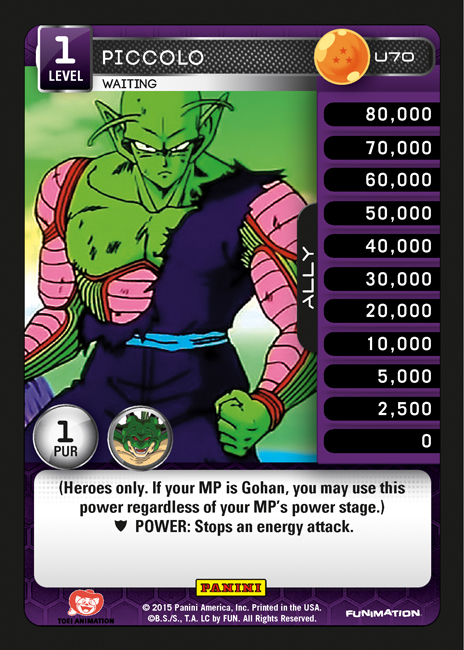 1
LEVEL
PICCOLO
U70
WAITING
80,000
70,000
60,000
50,000
40,000
30,000
20,000
10,000
5,000
2,500
0
ALLY
1
PUR
(Heroes only. If your MP is Gohan, you may use this
power regardless of your MP's power stage.)
POWER: Stops an energy attack.
PANINI
TOEI ANIMATION
© 2015 Panini America, Inc. Printed in the USA.
©B.S./S., T.A. LC by FUN. All Rights Reserved.
FUNIMATION